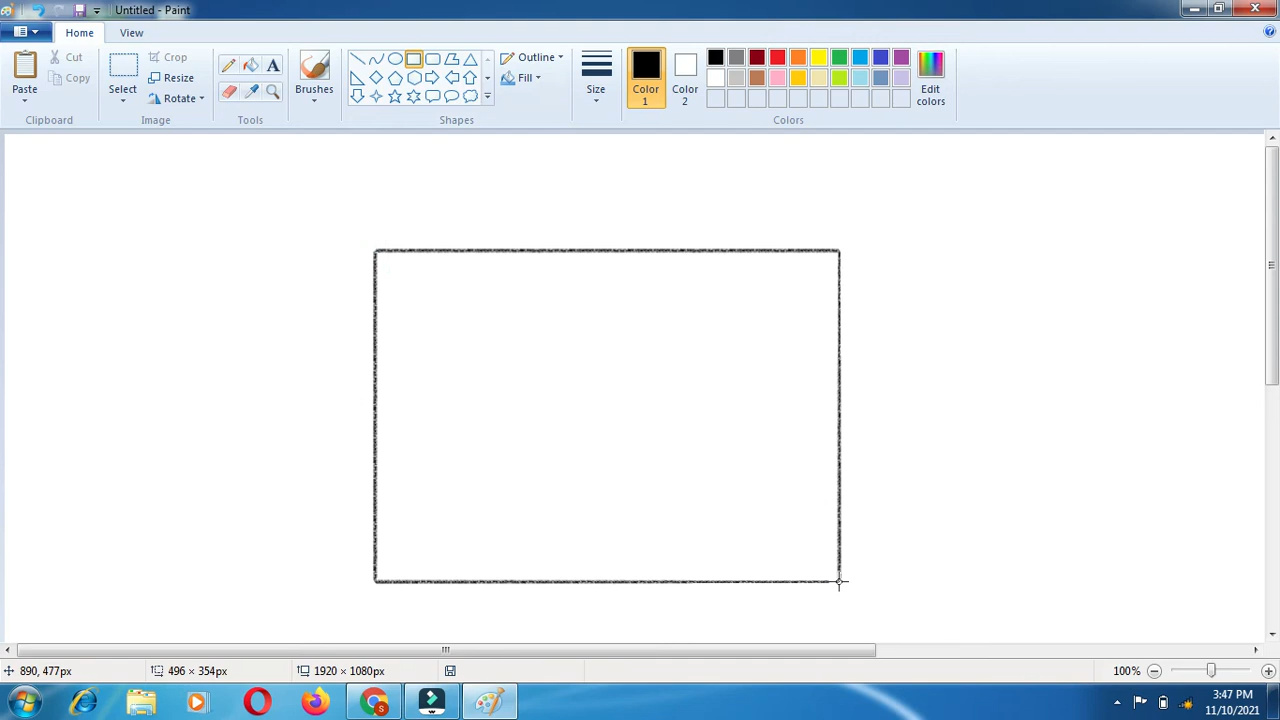 Untitled - Paint
Home
View
Paste
Cut
Copy
Clipboard
Select
Crop
Resize
Rotate
Image
Tools
Brushes
Outline
Fill
Shapes
Size
Color 1
Color 2
Edit colors
Colors
890, 477px
496 × 354px
1920 × 1080px
100%
3:47 PM
11/10/2021